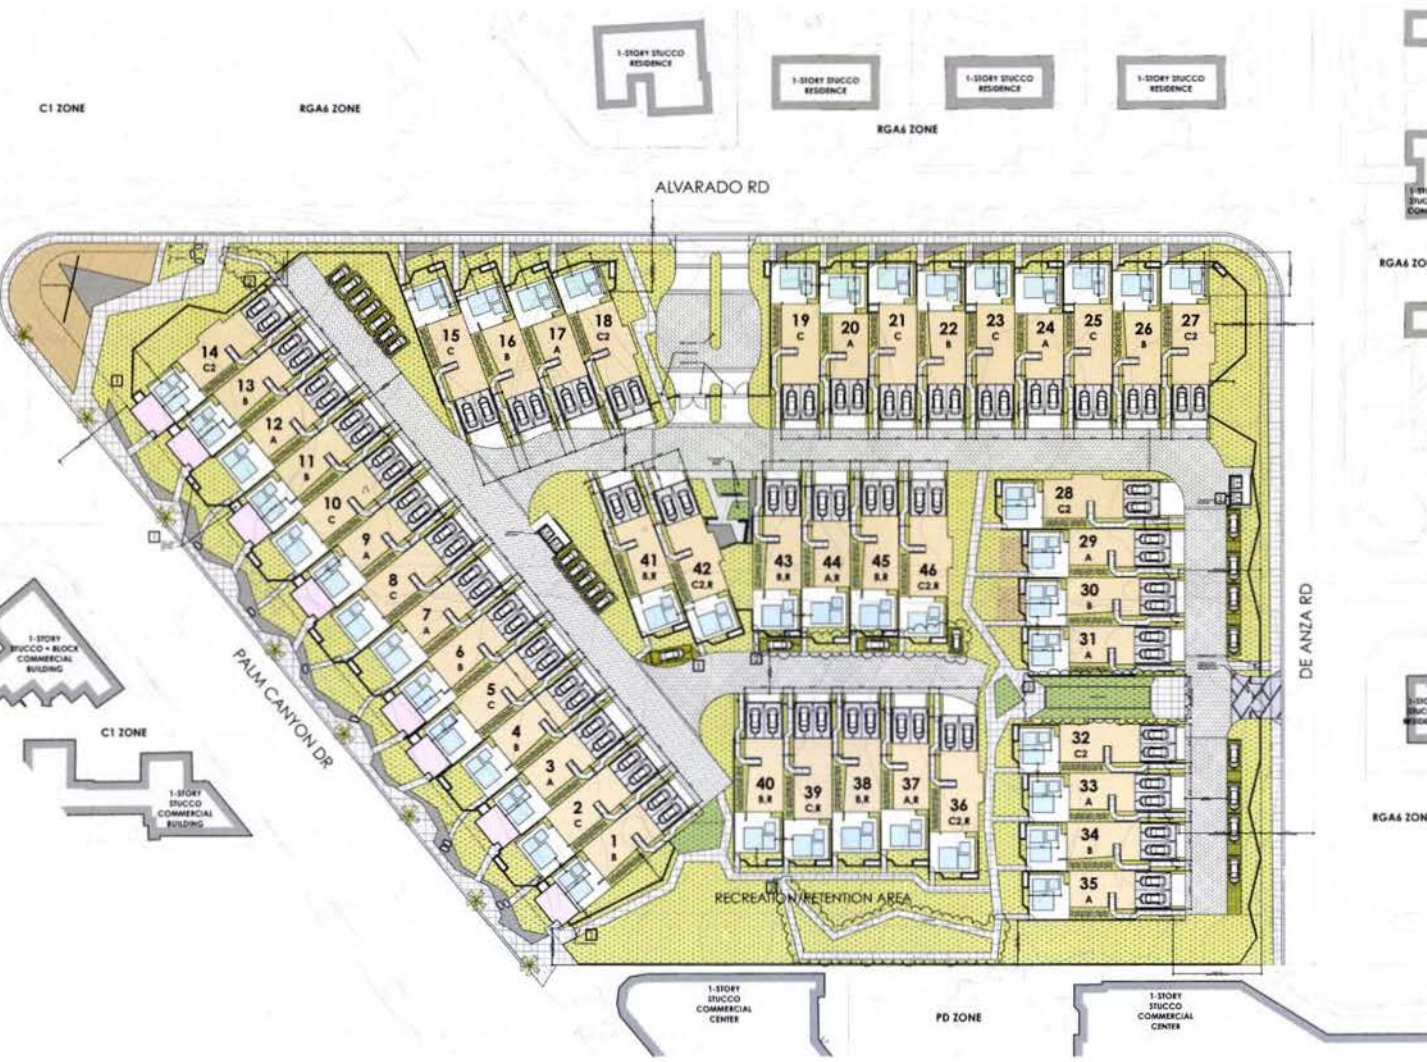 1-STORY STUCCO
RESIDENCE
1-STORY STUCCO
RESIDENCE
1-STORY STUCCO
RESIDENCE
1-STORY STUCCO
RESIDENCE
C1 ZONE
RGA6 ZONE
RGA6 ZONE
ALVARADO RD
RGA6 ZON
14
C2
13
B
12
A
11
B
10
C
9
A
8
C
7
A
6
B
5
C
4
B
3
A
2
C
1
B
15
C
16
B
17
A
18
C2
19
C
20
A
21
C
22
B
23
C
24
A
25
C
26
B
27
C2
28
C2
29
A
30
B
31
A
32
C2
33
A
34
B
35
A
41
B,R
42
C2,R
43
B,R
44
A,R
45
B,R
46
C2,R
40
B,R
39
C,R
38
B,R
37
A,R
36
C2,R
DE ANZA RD
PALM CANYON DR
1-STORY
STUCCO + BLOCK
COMMERCIAL
BUILDING
C1 ZONE
1-STORY
STUCCO
COMMERCIAL
BUILDING
RGA6 ZON
RECREATION/RETENTION AREA
1-STORY
STUCCO
COMMERCIAL
CENTER
PD ZONE
1-STORY
STUCCO
COMMERCIAL
CENTER